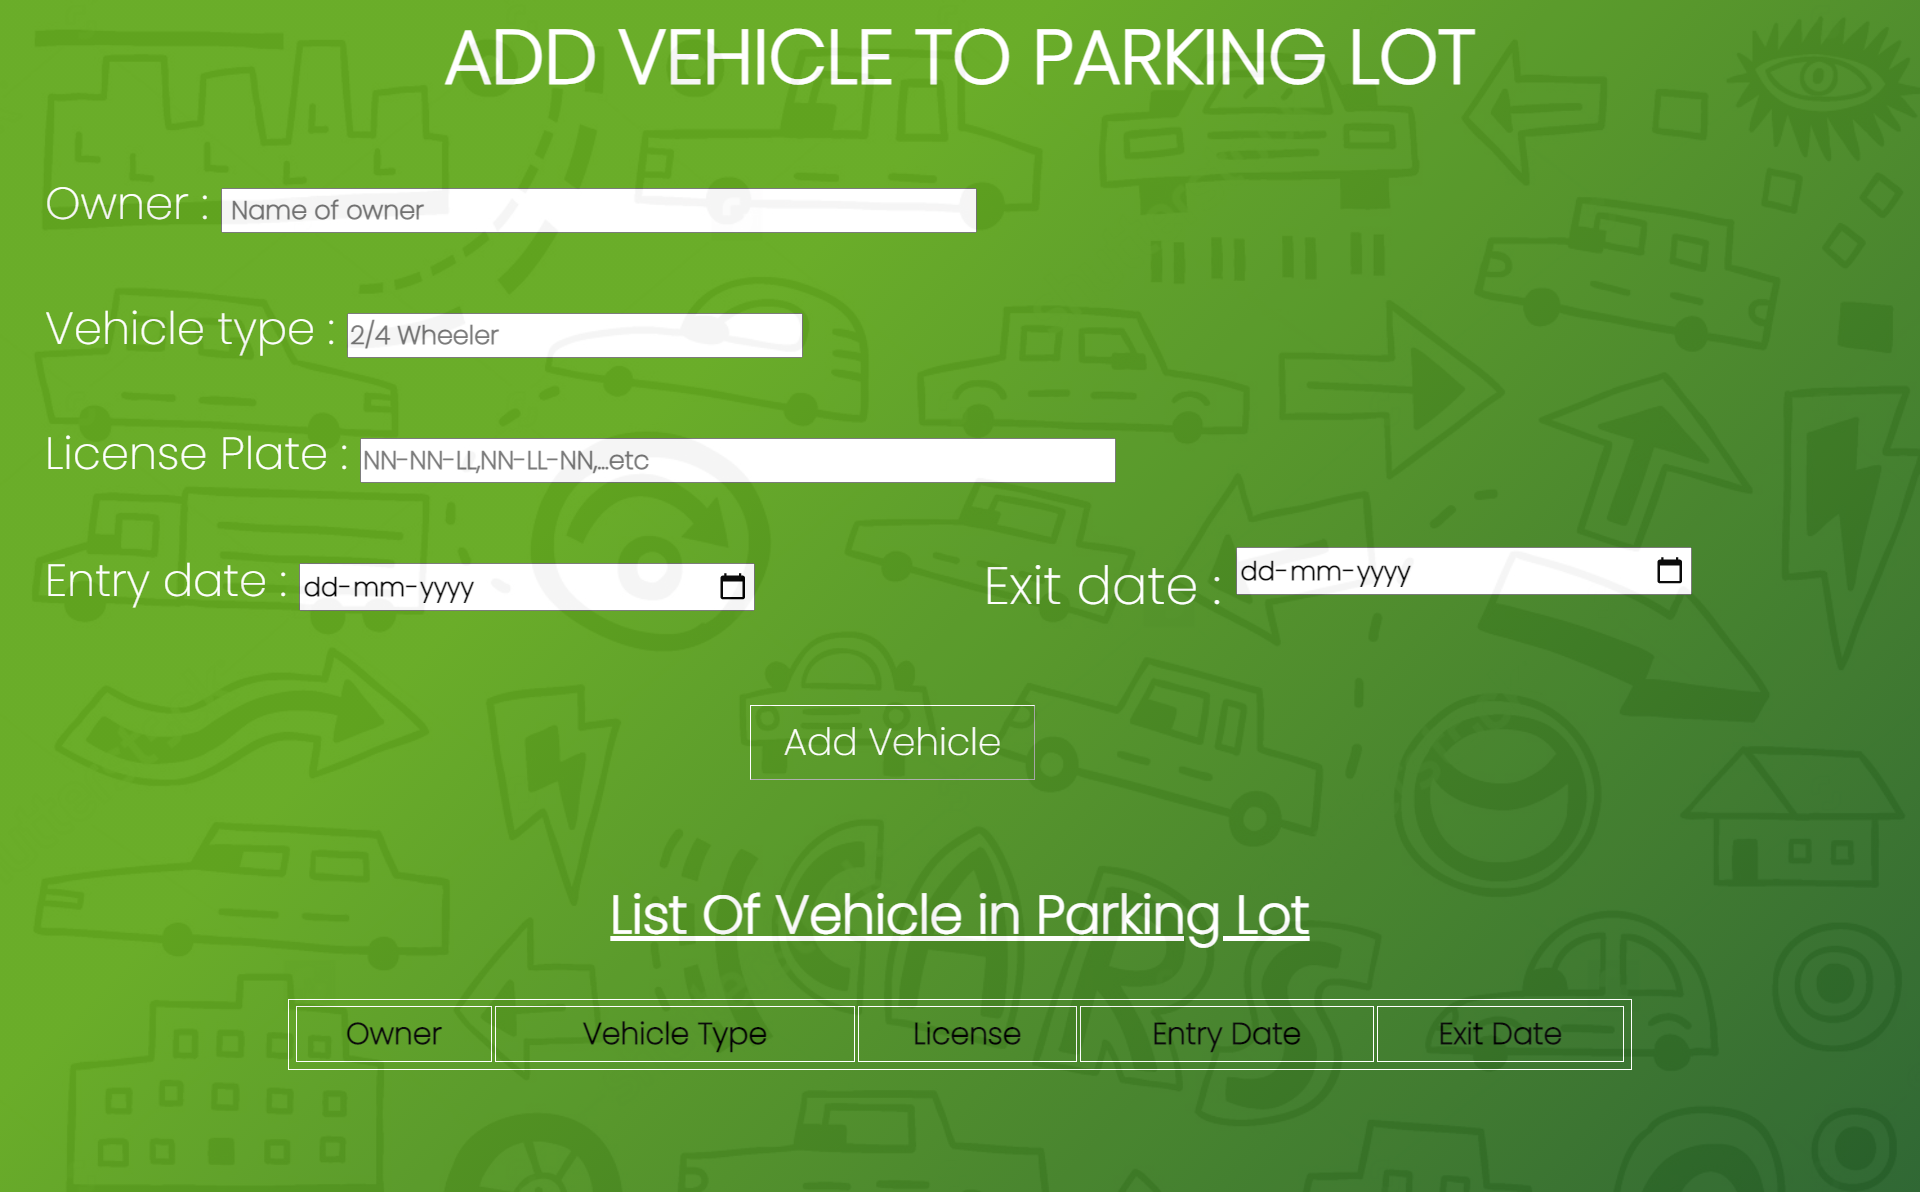 ADD VEHICLE TO PARKING LOT
Owner : Name of owner
Vehicle type : 2/4 Wheeler
License Plate : NN-NN-LL,NN-LL-NN,...etc
Entry date : dd-mm-yyyy Exit date : dd-mm-yyyy
Add Vehicle
CARS
List Of Vehicle in Parking Lot
Owner Vehicle Type License Entry Date Exit Date